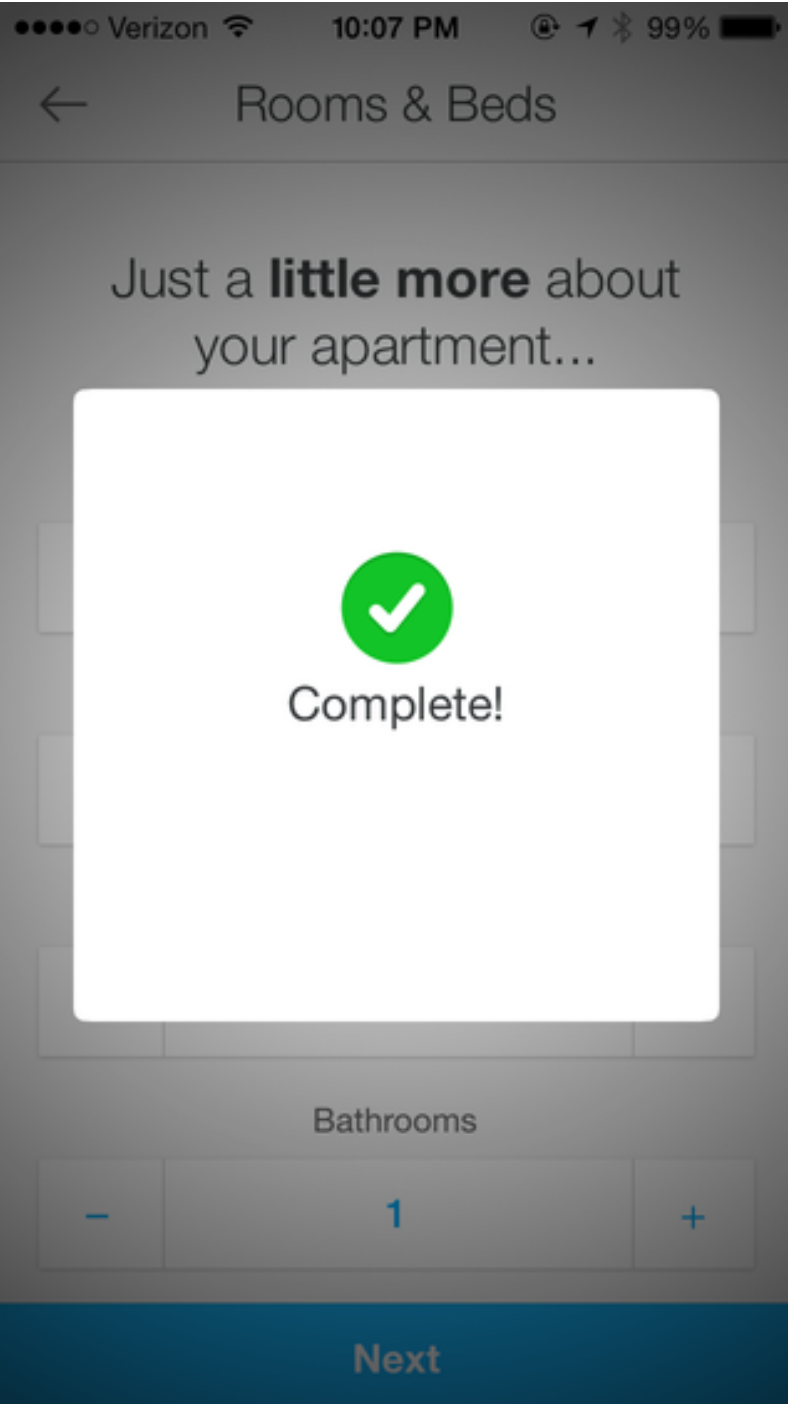 Verizon 10:07 PM 99%
Rooms & Beds
Just a little more about
your apartment...
Complete!
Bathrooms
− 1 +
Next